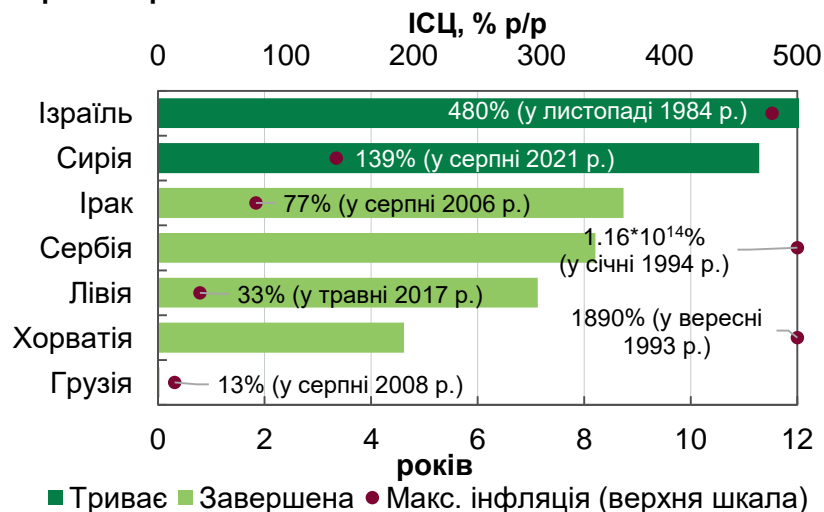 ІСЦ, % р/р
0 100 200 300 400 500
Ізраїль 480% (у листопаді 1984 р.)
Сирія 139% (у серпні 2021 р.)
Ірак 77% (у серпні 2006 р.)
Сербія 1.16*10¹⁴%
(у січні 1994 р.)
Лівія 33% (у травні 2017 р.)
Хорватія 1890% (у вересні
1993 р.)
Грузія 13% (у серпні 2008 р.)
0 2 4 6 8 10 12
років
Триває Завершена Макс. інфляція (верхня шкала)